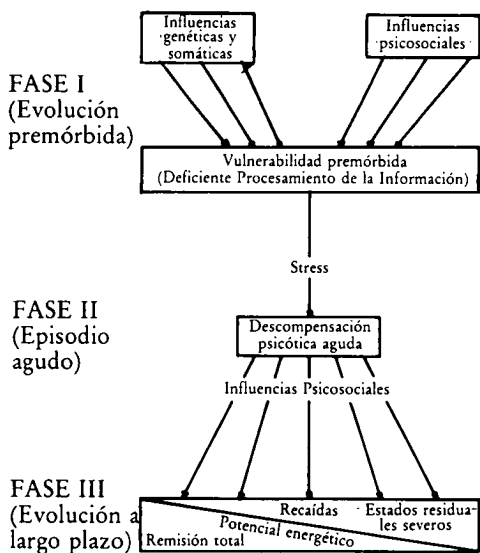 Influencias
genéticas y
somáticas
Influencias
psicosociales
FASE I
(Evolución
premórbida)
Vulnerabilidad premórbida
(Deficiente Procesamiento de la Información)
Stress
FASE II
(Episodio
agudo)
Descompensación
psicótica aguda
Influencias Psicosociales
FASE III
(Evolución a
largo plazo)
Recaídas
Estados residua-
les severos
Potencial energético
Remisión total